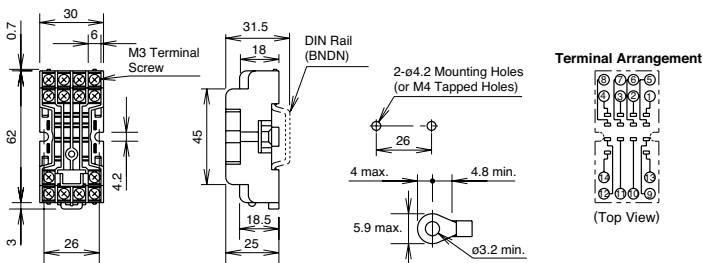 30
6
0.7
M3 Terminal
Screw
62
4.2
3
26
31.5
18
DIN Rail
(BNDN)
45
18.5
25
2-ø4.2 Mounting Holes
(or M4 Tapped Holes)
26
4 max.
4.8 min.
5.9 max.
ø3.2 min.
Terminal Arrangement
8 7 6 5
4 3 2 1
14 13
12 11 10 9
(Top View)